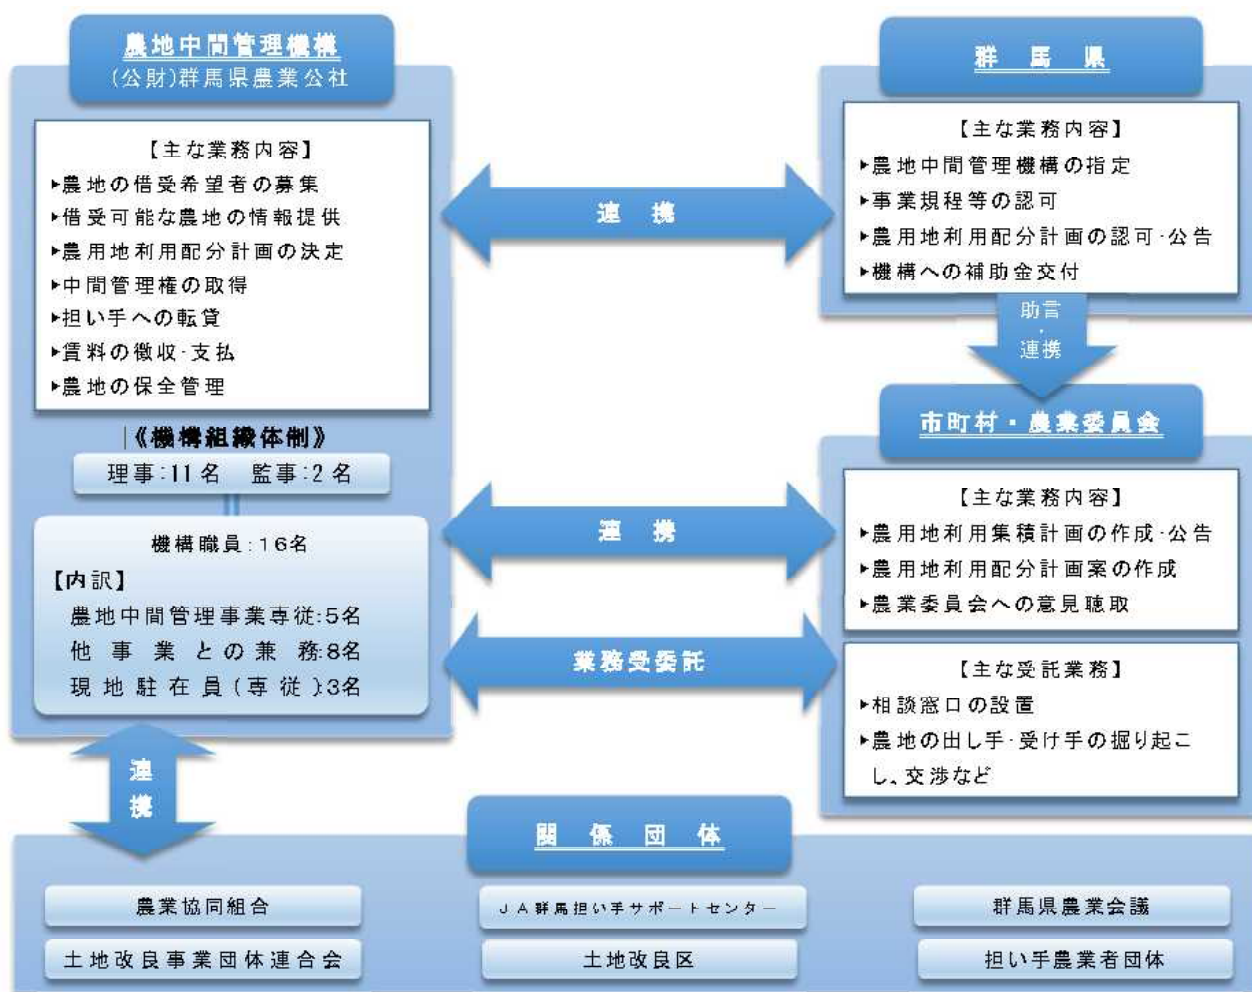 農地中間管理機構
(公財)群馬県農業公社
【主な業務内容】
▶農地の借受希望者の募集
▶借受可能な農地の情報提供
▶農用地利用配分計画の決定
▶中間管理権の取得
▶担い手への転貸
▶賃料の徴収・支払
▶農地の保全管理
《機構組織体制》
理事:11名 監事:2名
機構職員:16名
【内訳】
農地中間管理事業専従:5名
他事業との兼務:8名
現地駐在員(専従):3名
連携
連携
業務受委託
連携
群馬県
【主な業務内容】
▶農地中間管理機構の指定
▶事業規程等の認可
▶農用地利用配分計画の認可・公告
▶機構への補助金交付
助言
・
連携
市町村・農業委員会
【主な業務内容】
▶農用地利用集積計画の作成・公告
▶農用地利用配分計画案の作成
▶農業委員会への意見聴取
【主な受託業務】
▶相談窓口の設置
▶農地の出し手・受け手の掘り起こ
し、交渉など
関係団体
農業協同組合
JA群馬担い手サポートセンター
群馬県農業会議
土地改良事業団体連合会
土地改良区
担い手農業者団体